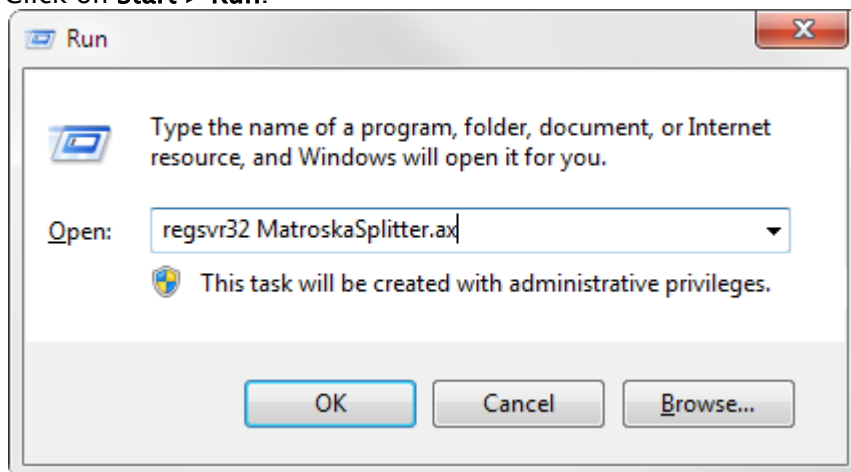 Click on Start > Run.
Run
Type the name of a program, folder, document, or Internet
resource, and Windows will open it for you.
Open: regsvr32 MatroskaSplitter.ax
This task will be created with administrative privileges.
OK Cancel Browse...